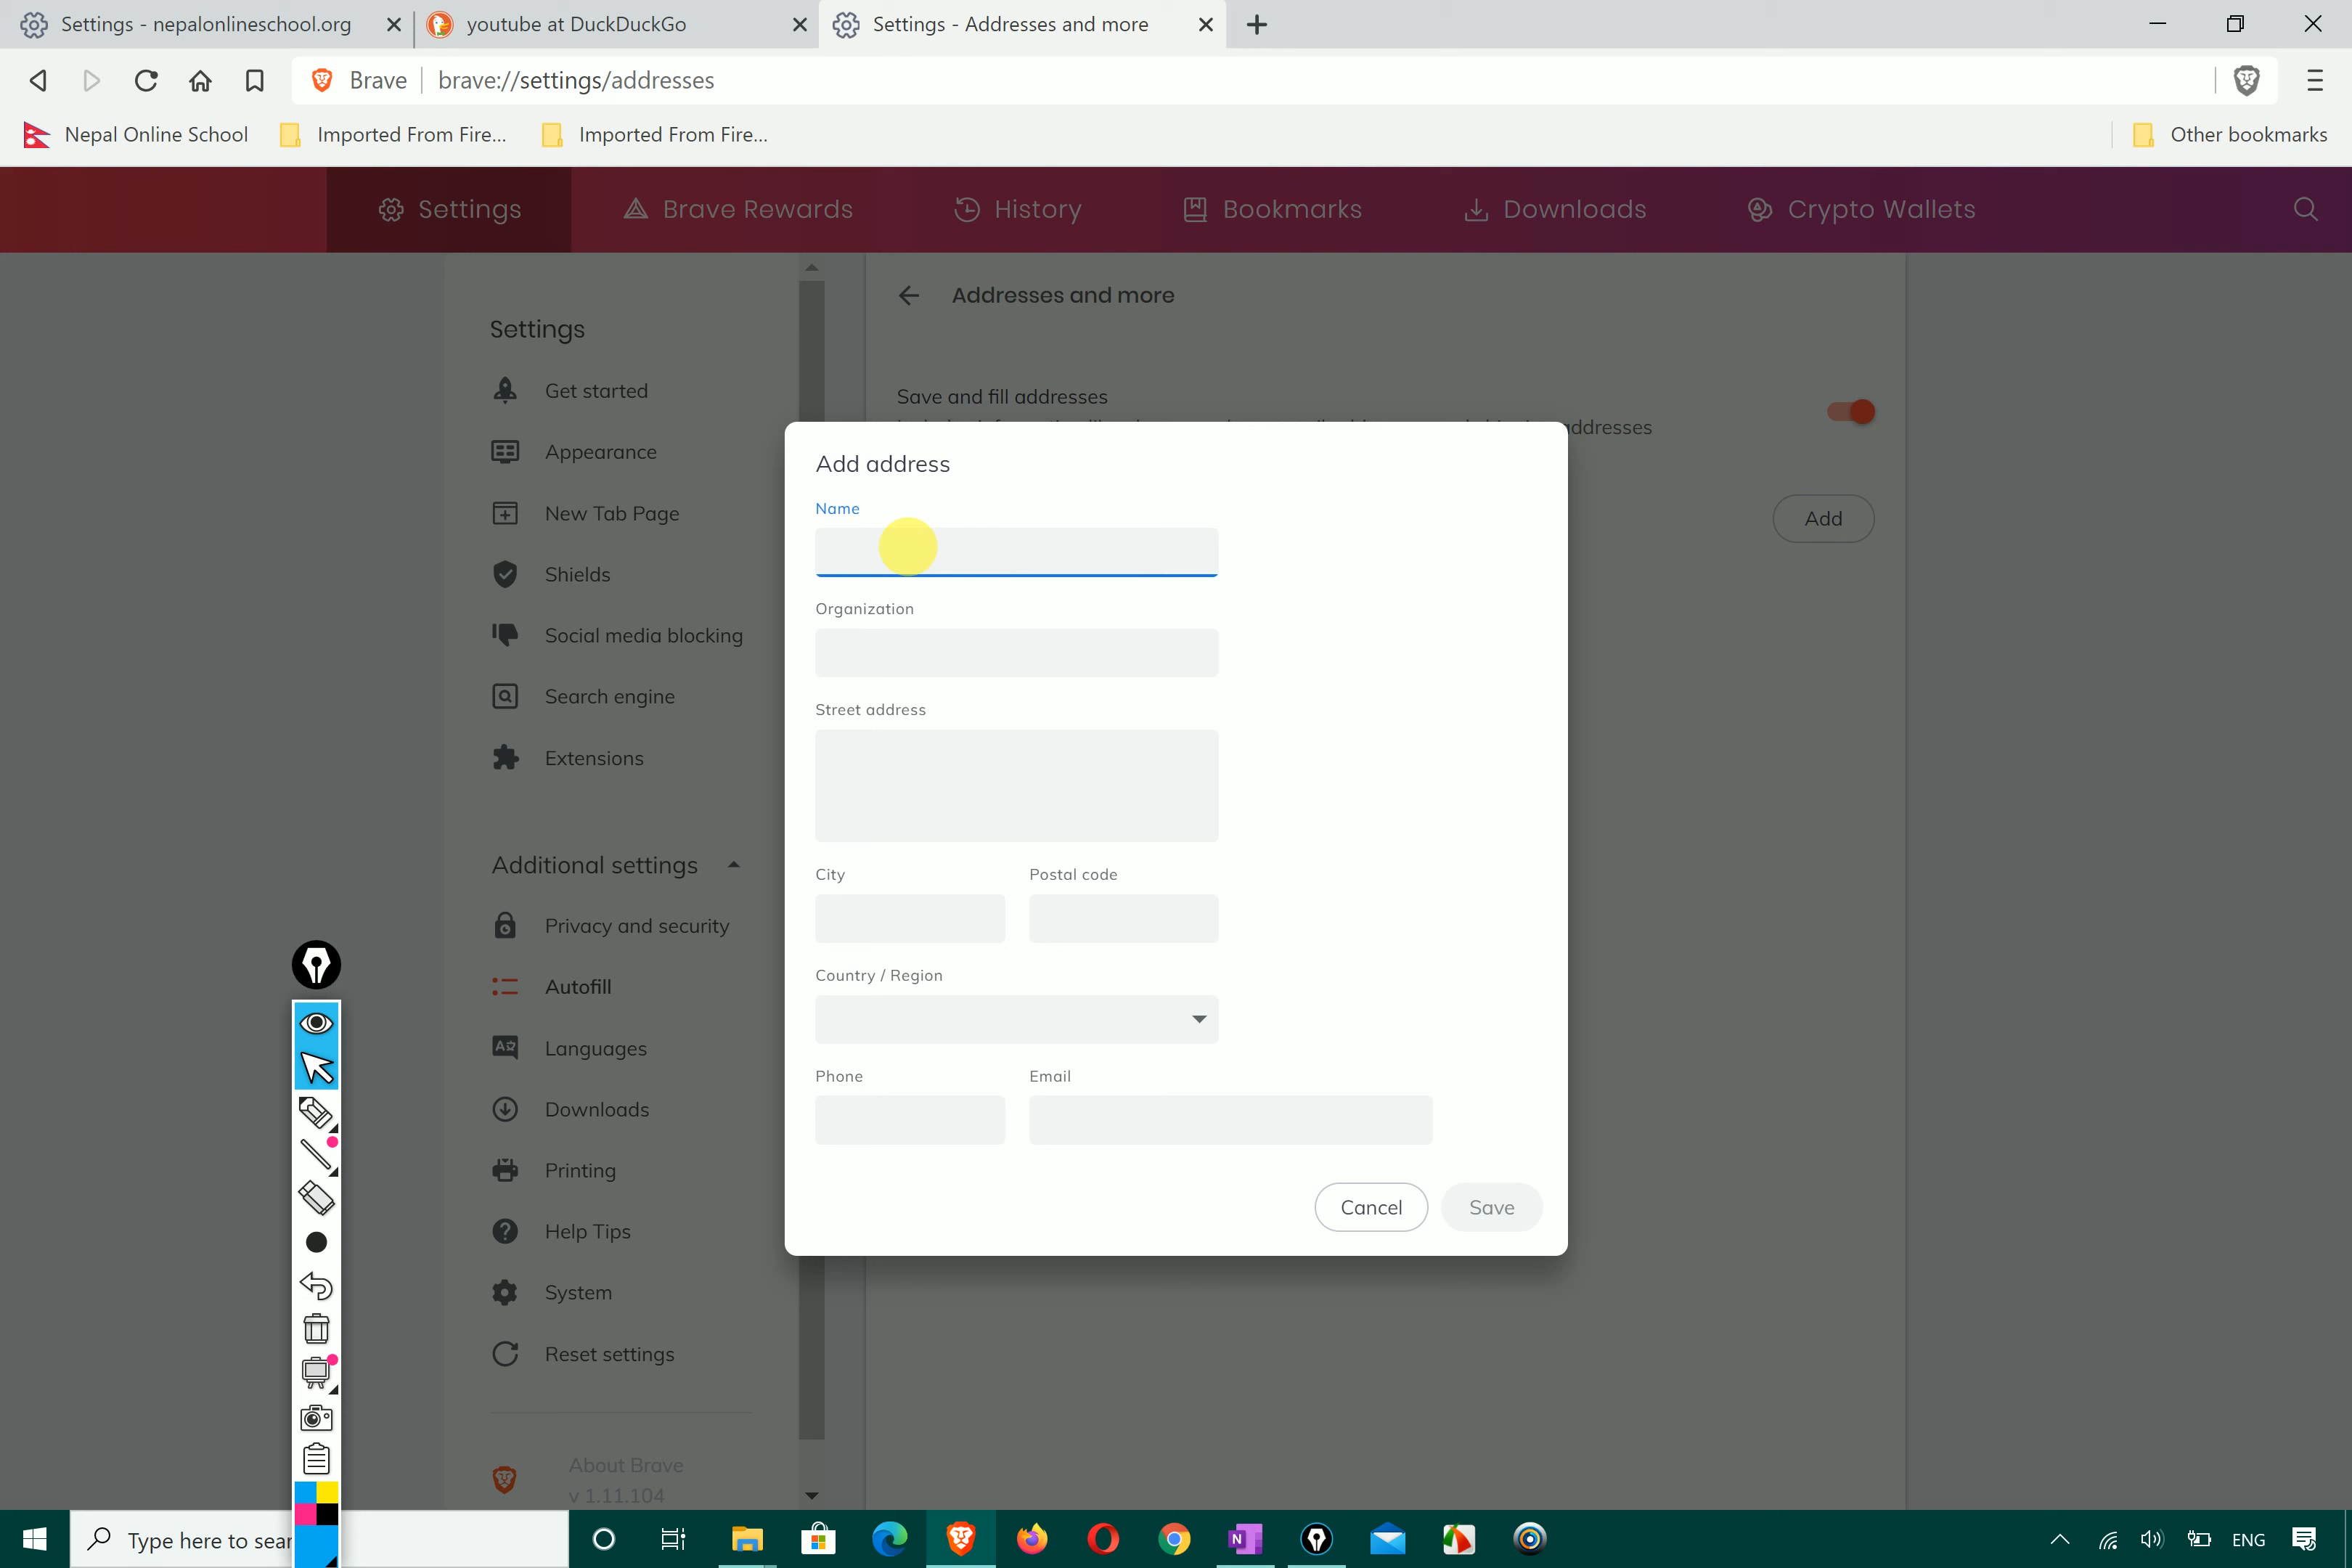 Settings - nepalonlineschool.org
youtube at DuckDuckGo
Settings - Addresses and more
Brave
brave://settings/addresses
Nepal Online School
Imported From Fire...
Imported From Fire...
Other bookmarks
Settings
Brave Rewards
History
Bookmarks
Downloads
Crypto Wallets
Settings
Get started
Appearance
New Tab Page
Shields
Social media blocking
Search engine
Extensions
Additional settings
Privacy and security
Autofill
Languages
Downloads
Printing
Help Tips
System
Reset settings
About Brave
v 1.11.104
Addresses and more
Save and fill addresses
addresses
Add
Add address
Name
Organization
Street address
City
Postal code
Country / Region
Phone
Email
Cancel
Save
Type here to sear
ENG